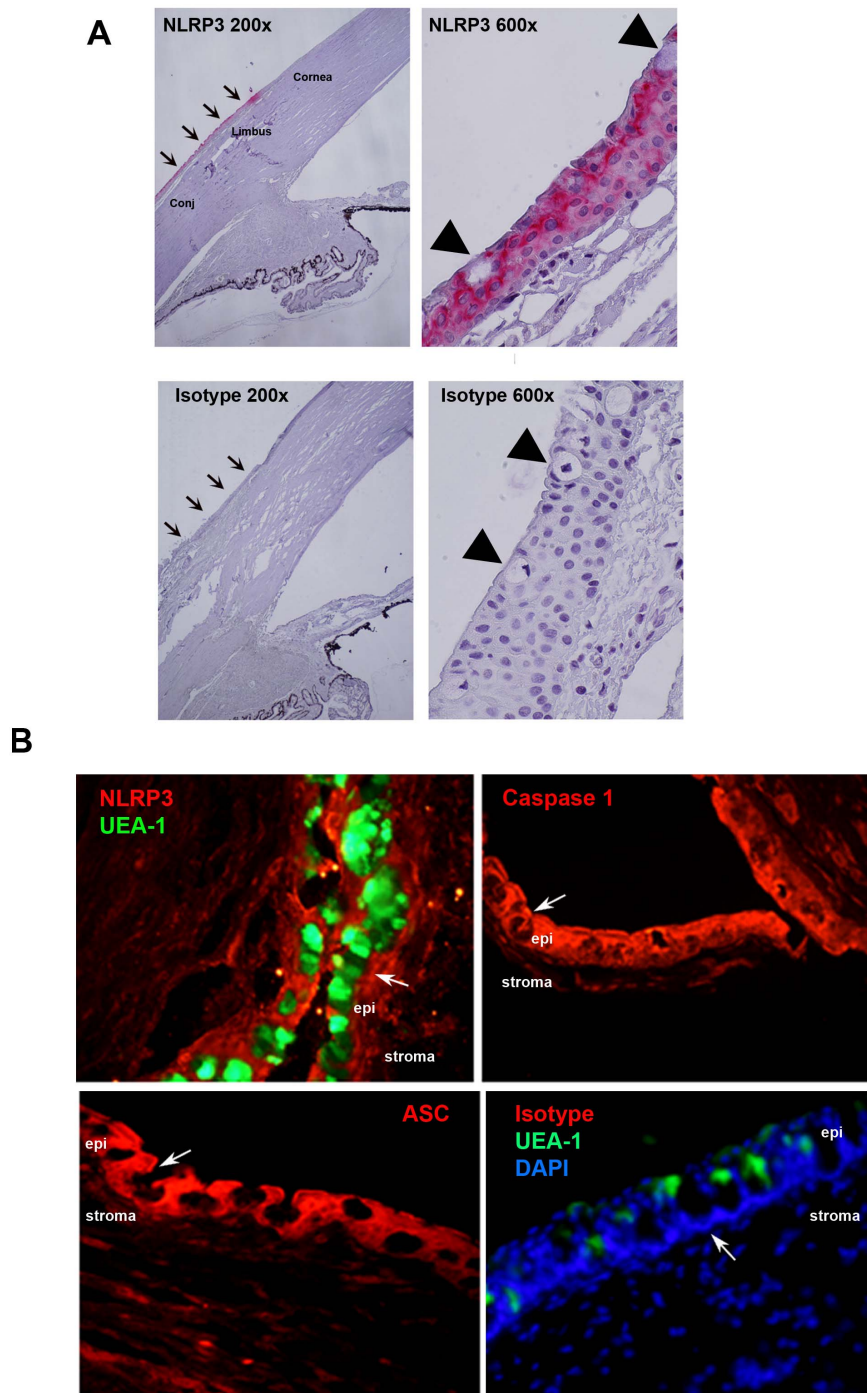 A
NLRP3 200x
Cornea
Limbus
Conj
NLRP3 600x
Isotype 200x
Isotype 600x
B
NLRP3
UEA-1
epi
stroma
Caspase 1
epi
stroma
ASC
epi
stroma
Isotype
UEA-1
DAPI
epi
stroma